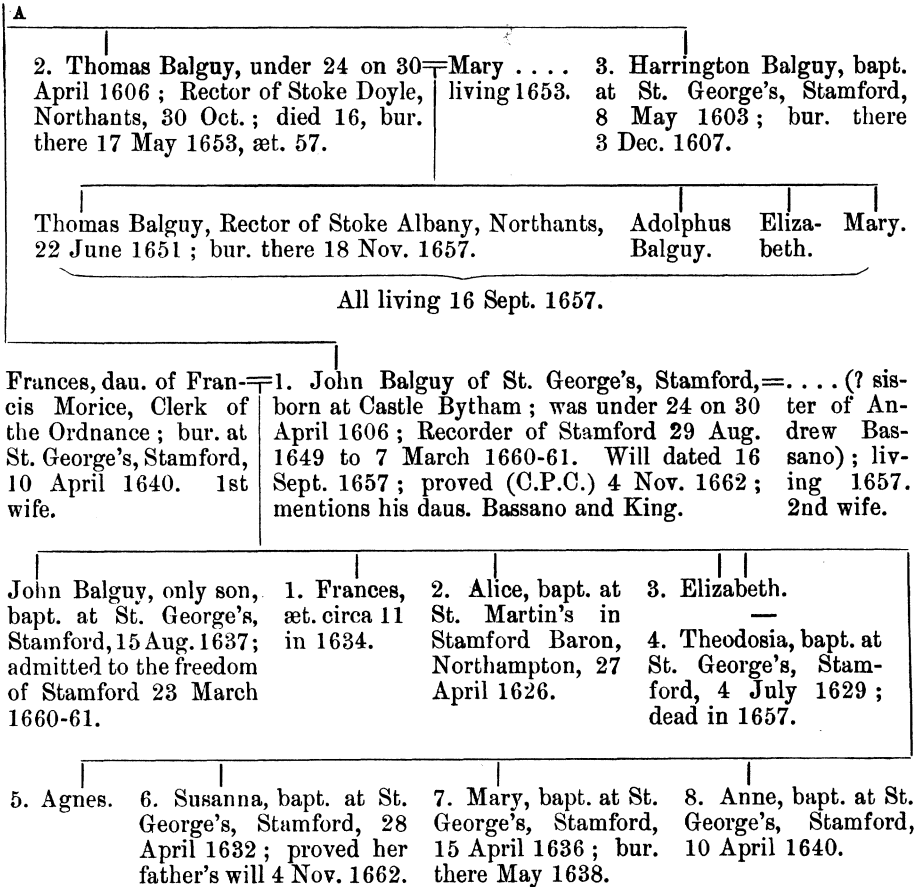 A
2. Thomas Balguy, under 24 on 30
April 1606 ; Rector of Stoke Doyle,
Northants, 30 Oct. ; died 16, bur.
there 17 May 1653, æt. 57.
=Mary . . . .
living 1653.
3. Harrington Balguy, bapt.
at St. George's, Stamford,
8 May 1603 ; bur. there
3 Dec. 1607.
Thomas Balguy, Rector of Stoke Albany, Northants,
22 June 1651 ; bur. there 18 Nov. 1657.
Adolphus
Balguy.
Eliza-
beth.
Mary.
All living 16 Sept. 1657.
Frances, dau. of Fran-
cis Morice, Clerk of
the Ordnance ; bur. at
St. George's, Stamford,
10 April 1640. 1st
wife.
=1. John Balguy of St. George's, Stamford,=
born at Castle Bytham ; was under 24 on 30
April 1606 ; Recorder of Stamford 29 Aug.
1649 to 7 March 1660-61. Will dated 16
Sept. 1657 ; proved (C.P.C.) 4 Nov. 1662 ;
mentions his daus. Bassano and King.
. . . . (? sis-
ter of An-
drew Bas-
sano) ; liv-
ing 1657.
2nd wife.
John Balguy, only son,
bapt. at St. George's,
Stamford, 15 Aug. 1637;
admitted to the freedom
of Stamford 23 March
1660-61.
1. Frances,
æt. circa 11
in 1634.
2. Alice, bapt. at
St. Martin's in
Stamford Baron,
Northampton, 27
April 1626.
3. Elizabeth.
—
4. Theodosia, bapt. at
St. George's, Stam-
ford, 4 July 1629 ;
dead in 1657.
5. Agnes.
6. Susanna, bapt. at St.
George's, Stamford, 28
April 1632 ; proved her
father's will 4 Nov. 1662.
7. Mary, bapt. at St.
George's, Stamford,
15 April 1636 ; bur.
there May 1638.
8. Anne, bapt. at St.
George's, Stamford,
10 April 1640.